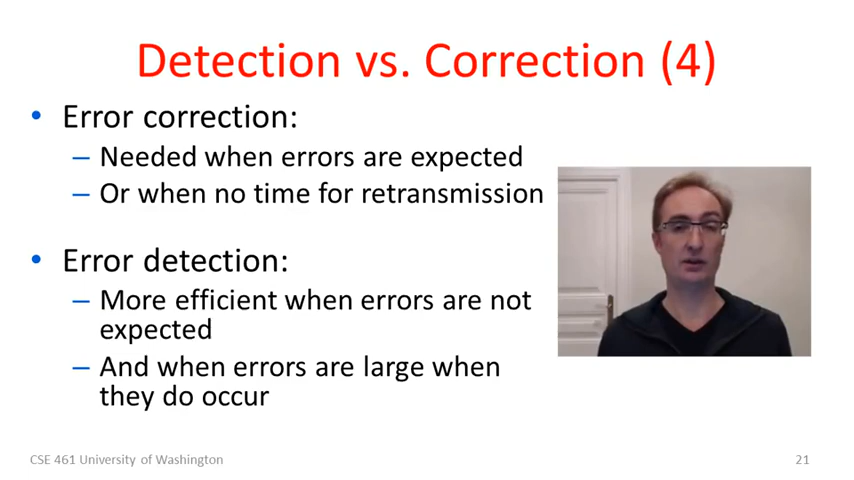 Detection vs. Correction (4)
• Error correction:
– Needed when errors are expected
– Or when no time for retransmission
• Error detection:
– More efficient when errors are not
expected
– And when errors are large when
they do occur
CSE 461 University of Washington
21